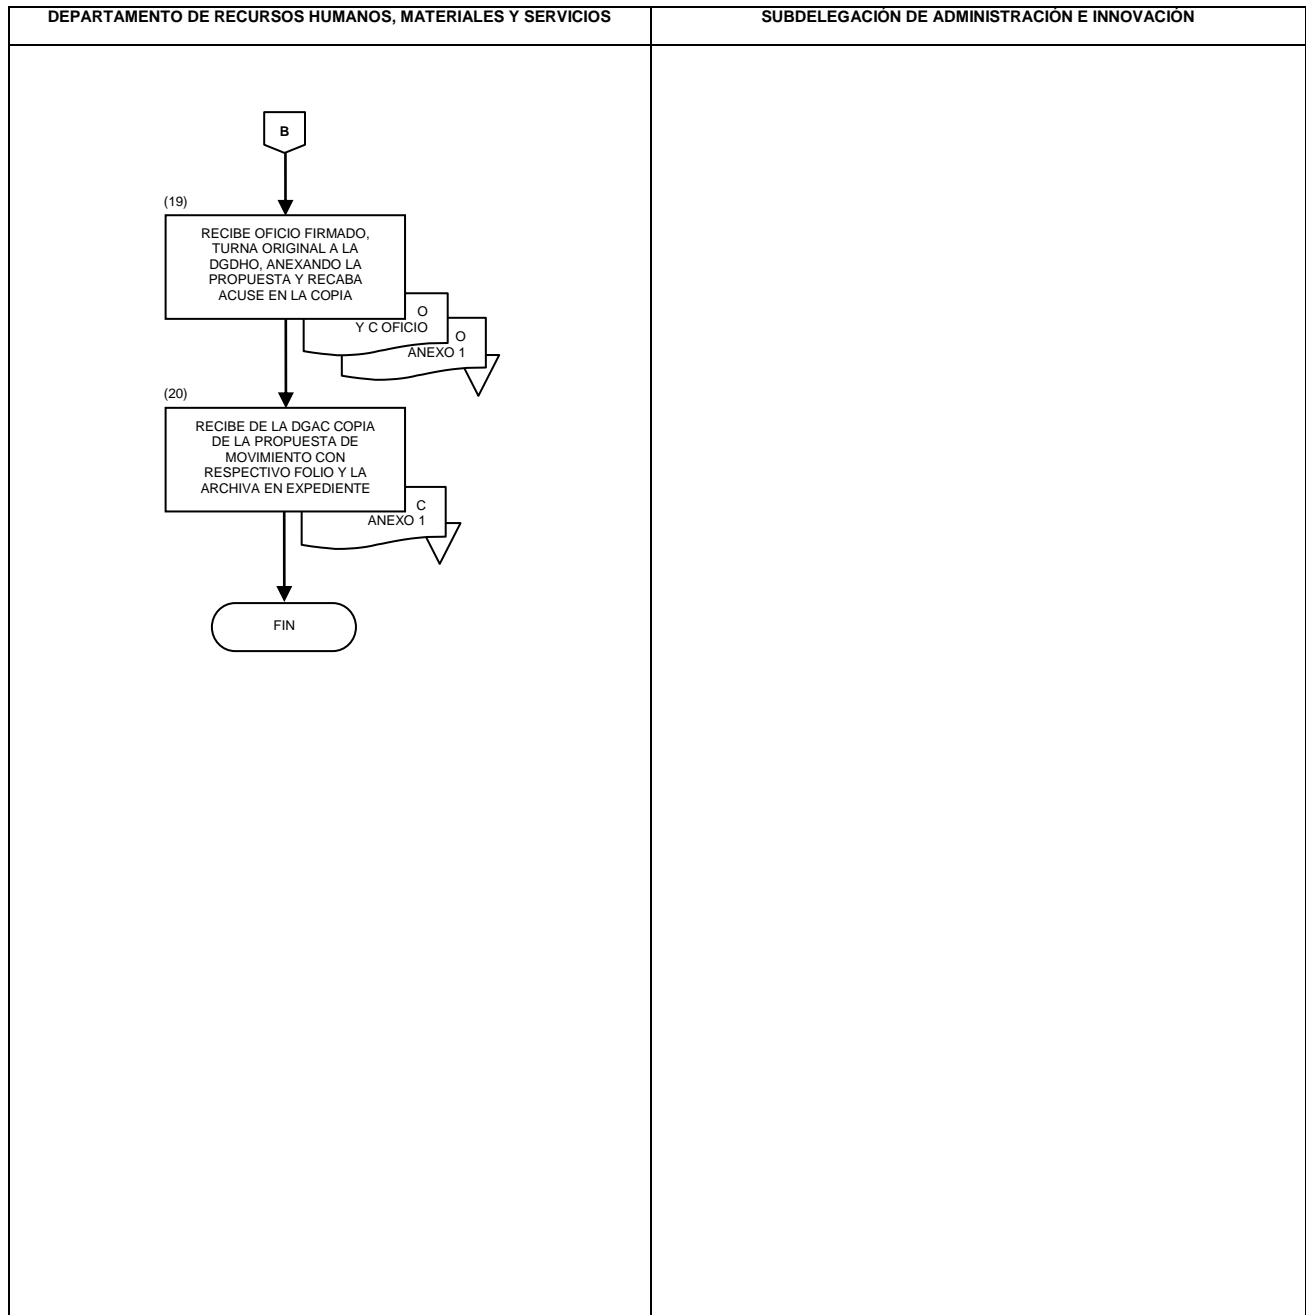 DEPARTAMENTO DE RECURSOS HUMANOS, MATERIALES Y SERVICIOS
SUBDELEGACIÓN DE ADMINISTRACIÓN E INNOVACIÓN
B
(19)
RECIBE OFICIO FIRMADO,
TURNA ORIGINAL A LA
DGDHO, ANEXANDO LA
PROPUESTA Y RECABA
ACUSE EN LA COPIA
O
Y C OFICIO
O
ANEXO 1
(20)
RECIBE DE LA DGAC COPIA
DE LA PROPUESTA DE
MOVIMIENTO CON
RESPECTIVO FOLIO Y LA
ARCHIVA EN EXPEDIENTE
C
ANEXO 1
FIN